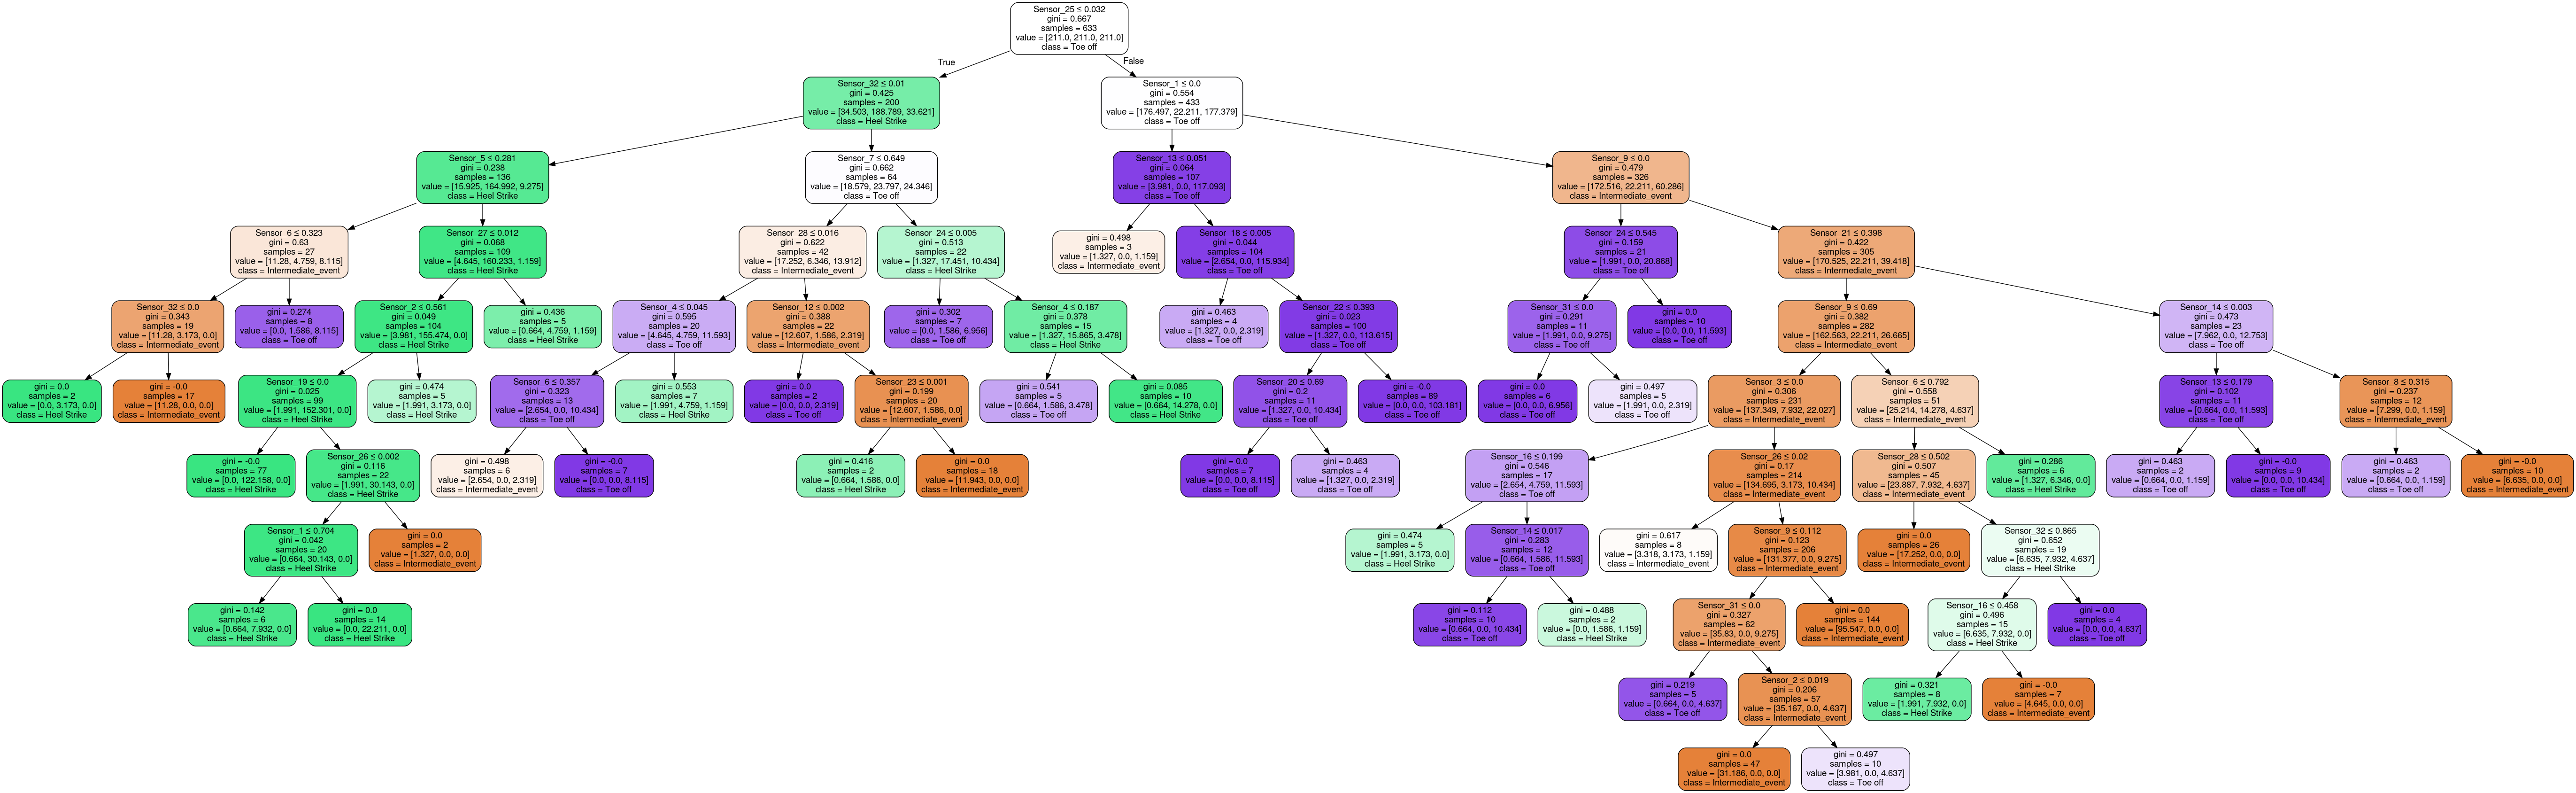 Sensor_25 ≤ 0.032
gini = 0.667
samples = 633
value = [211.0, 211.0, 211.0]
class = Toe off
True
False
Sensor_32 ≤ 0.01
gini = 0.425
samples = 200
value = [34.503, 188.789, 33.621]
class = Heel Strike
Sensor_1 ≤ 0.0
gini = 0.554
samples = 433
value = [176.497, 22.211, 177.379]
class = Toe off
Sensor_5 ≤ 0.281
gini = 0.238
samples = 136
value = [15.925, 164.992, 9.275]
class = Heel Strike
Sensor_7 ≤ 0.649
gini = 0.662
samples = 64
value = [18.579, 23.797, 24.346]
class = Toe off
Sensor_13 ≤ 0.051
gini = 0.064
samples = 107
value = [3.981, 0.0, 117.093]
class = Toe off
Sensor_9 ≤ 0.0
gini = 0.479
samples = 326
value = [172.516, 22.211, 60.286]
class = Intermediate_event
Sensor_6 ≤ 0.323
gini = 0.63
samples = 27
value = [11.28, 4.759, 8.115]
class = Intermediate_event
Sensor_27 ≤ 0.012
gini = 0.068
samples = 109
value = [4.645, 160.233, 1.159]
class = Heel Strike
Sensor_28 ≤ 0.016
gini = 0.622
samples = 42
value = [17.252, 6.346, 13.912]
class = Intermediate_event
Sensor_24 ≤ 0.005
gini = 0.513
samples = 22
value = [1.327, 17.451, 10.434]
class = Heel Strike
gini = 0.498
samples = 3
value = [1.327, 0.0, 1.159]
class = Intermediate_event
Sensor_18 ≤ 0.005
gini = 0.044
samples = 104
value = [2.654, 0.0, 115.934]
class = Toe off
Sensor_24 ≤ 0.545
gini = 0.159
samples = 21
value = [1.991, 0.0, 20.868]
class = Toe off
Sensor_21 ≤ 0.398
gini = 0.422
samples = 305
value = [170.525, 22.211, 39.418]
class = Intermediate_event
Sensor_32 ≤ 0.0
gini = 0.343
samples = 19
value = [11.28, 3.173, 0.0]
class = Intermediate_event
gini = 0.274
samples = 8
value = [0.0, 1.586, 8.115]
class = Toe off
Sensor_2 ≤ 0.561
gini = 0.049
samples = 104
value = [3.981, 155.474, 0.0]
class = Heel Strike
gini = 0.436
samples = 5
value = [0.664, 4.759, 1.159]
class = Heel Strike
Sensor_4 ≤ 0.045
gini = 0.595
samples = 20
value = [4.645, 4.759, 11.593]
class = Toe off
Sensor_12 ≤ 0.002
gini = 0.388
samples = 22
value = [12.607, 1.586, 2.319]
class = Intermediate_event
gini = 0.302
samples = 7
value = [0.0, 1.586, 6.956]
class = Toe off
Sensor_4 ≤ 0.187
gini = 0.378
samples = 15
value = [1.327, 15.865, 3.478]
class = Heel Strike
gini = 0.463
samples = 4
value = [1.327, 0.0, 2.319]
class = Toe off
Sensor_22 ≤ 0.393
gini = 0.023
samples = 100
value = [1.327, 0.0, 113.615]
class = Toe off
Sensor_31 ≤ 0.0
gini = 0.291
samples = 11
value = [1.991, 0.0, 9.275]
class = Toe off
gini = 0.0
samples = 10
value = [0.0, 0.0, 11.593]
class = Toe off
Sensor_9 ≤ 0.69
gini = 0.382
samples = 282
value = [162.563, 22.211, 26.665]
class = Intermediate_event
Sensor_14 ≤ 0.003
gini = 0.473
samples = 23
value = [7.962, 0.0, 12.753]
class = Toe off
gini = 0.0
samples = 2
value = [0.0, 3.173, 0.0]
class = Heel Strike
gini = -0.0
samples = 17
value = [11.28, 0.0, 0.0]
class = Intermediate_event
Sensor_19 ≤ 0.0
gini = 0.025
samples = 99
value = [1.991, 152.301, 0.0]
class = Heel Strike
gini = 0.474
samples = 5
value = [1.991, 3.173, 0.0]
class = Heel Strike
Sensor_6 ≤ 0.357
gini = 0.323
samples = 13
value = [2.654, 0.0, 10.434]
class = Toe off
gini = 0.553
samples = 7
value = [1.991, 4.759, 1.159]
class = Heel Strike
gini = 0.0
samples = 2
value = [0.0, 0.0, 2.319]
class = Toe off
Sensor_23 ≤ 0.001
gini = 0.199
samples = 20
value = [12.607, 1.586, 0.0]
class = Intermediate_event
gini = 0.541
samples = 5
value = [0.664, 1.586, 3.478]
class = Toe off
gini = 0.085
samples = 10
value = [0.664, 14.278, 0.0]
class = Heel Strike
Sensor_20 ≤ 0.69
gini = 0.2
samples = 11
value = [1.327, 0.0, 10.434]
class = Toe off
gini = -0.0
samples = 89
value = [0.0, 0.0, 103.181]
class = Toe off
gini = 0.0
samples = 6
value = [0.0, 0.0, 6.956]
class = Toe off
gini = 0.497
samples = 5
value = [1.991, 0.0, 2.319]
class = Toe off
Sensor_3 ≤ 0.0
gini = 0.306
samples = 231
value = [137.349, 7.932, 22.027]
class = Intermediate_event
Sensor_6 ≤ 0.792
gini = 0.558
samples = 51
value = [25.214, 14.278, 4.637]
class = Intermediate_event
Sensor_13 ≤ 0.179
gini = 0.102
samples = 11
value = [0.664, 0.0, 11.593]
class = Toe off
Sensor_8 ≤ 0.315
gini = 0.237
samples = 12
value = [7.299, 0.0, 1.159]
class = Intermediate_event
gini = -0.0
samples = 77
value = [0.0, 122.158, 0.0]
class = Heel Strike
Sensor_26 ≤ 0.002
gini = 0.116
samples = 22
value = [1.991, 30.143, 0.0]
class = Heel Strike
gini = 0.498
samples = 6
value = [2.654, 0.0, 2.319]
class = Intermediate_event
gini = -0.0
samples = 7
value = [0.0, 0.0, 8.115]
class = Toe off
gini = 0.416
samples = 2
value = [0.664, 1.586, 0.0]
class = Heel Strike
gini = 0.0
samples = 18
value = [11.943, 0.0, 0.0]
class = Intermediate_event
gini = 0.0
samples = 7
value = [0.0, 0.0, 8.115]
class = Toe off
gini = 0.463
samples = 4
value = [1.327, 0.0, 2.319]
class = Toe off
Sensor_16 ≤ 0.199
gini = 0.546
samples = 17
value = [2.654, 4.759, 11.593]
class = Toe off
Sensor_26 ≤ 0.02
gini = 0.17
samples = 214
value = [134.695, 3.173, 10.434]
class = Intermediate_event
Sensor_28 ≤ 0.502
gini = 0.507
samples = 45
value = [23.887, 7.932, 4.637]
class = Intermediate_event
gini = 0.286
samples = 6
value = [1.327, 6.346, 0.0]
class = Heel Strike
gini = 0.463
samples = 2
value = [0.664, 0.0, 1.159]
class = Toe off
gini = -0.0
samples = 9
value = [0.0, 0.0, 10.434]
class = Toe off
gini = 0.463
samples = 2
value = [0.664, 0.0, 1.159]
class = Toe off
gini = -0.0
samples = 10
value = [6.635, 0.0, 0.0]
class = Intermediate_event
Sensor_1 ≤ 0.704
gini = 0.042
samples = 20
value = [0.664, 30.143, 0.0]
class = Heel Strike
gini = 0.0
samples = 2
value = [1.327, 0.0, 0.0]
class = Intermediate_event
gini = 0.474
samples = 5
value = [1.991, 3.173, 0.0]
class = Heel Strike
Sensor_14 ≤ 0.017
gini = 0.283
samples = 12
value = [0.664, 1.586, 11.593]
class = Toe off
gini = 0.617
samples = 8
value = [3.318, 3.173, 1.159]
class = Intermediate_event
Sensor_9 ≤ 0.112
gini = 0.123
samples = 206
value = [131.377, 0.0, 9.275]
class = Intermediate_event
gini = 0.0
samples = 26
value = [17.252, 0.0, 0.0]
class = Intermediate_event
Sensor_32 ≤ 0.865
gini = 0.652
samples = 19
value = [6.635, 7.932, 4.637]
class = Heel Strike
gini = 0.142
samples = 6
value = [0.664, 7.932, 0.0]
class = Heel Strike
gini = 0.0
samples = 14
value = [0.0, 22.211, 0.0]
class = Heel Strike
gini = 0.112
samples = 10
value = [0.664, 0.0, 10.434]
class = Toe off
gini = 0.488
samples = 2
value = [0.0, 1.586, 1.159]
class = Heel Strike
Sensor_31 ≤ 0.0
gini = 0.327
samples = 62
value = [35.83, 0.0, 9.275]
class = Intermediate_event
gini = 0.0
samples = 144
value = [95.547, 0.0, 0.0]
class = Intermediate_event
Sensor_16 ≤ 0.458
gini = 0.496
samples = 15
value = [6.635, 7.932, 0.0]
class = Heel Strike
gini = 0.0
samples = 4
value = [0.0, 0.0, 4.637]
class = Toe off
gini = 0.219
samples = 5
value = [0.664, 0.0, 4.637]
class = Toe off
Sensor_2 ≤ 0.019
gini = 0.206
samples = 57
value = [35.167, 0.0, 4.637]
class = Intermediate_event
gini = 0.321
samples = 8
value = [1.991, 7.932, 0.0]
class = Heel Strike
gini = -0.0
samples = 7
value = [4.645, 0.0, 0.0]
class = Intermediate_event
gini = 0.0
samples = 47
value = [31.186, 0.0, 0.0]
class = Intermediate_event
gini = 0.497
samples = 10
value = [3.981, 0.0, 4.637]
class = Toe off